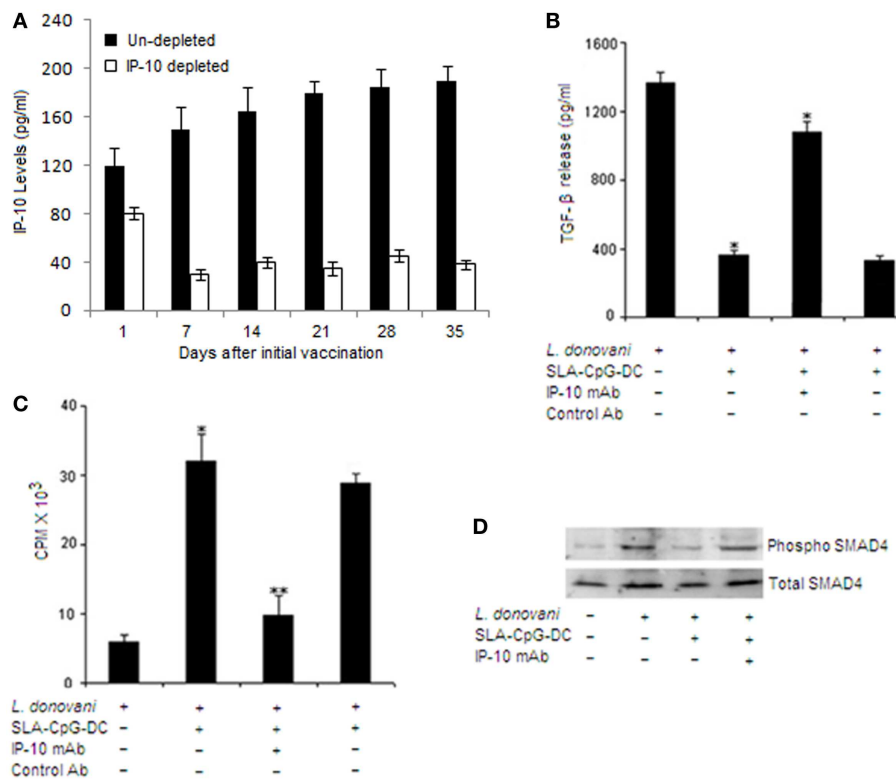 A
Un-depleted
IP-10 depleted
IP-10 Levels (pg/ml)
240
200
160
120
80
40
0
1 7 14 21 28 35
Days after initial vaccination
B
TGF- β release (pg/ml)
1600
1300
1000
600
400
0
* *
L. donovani + + + +
SLA-CpG-DC – + + +
IP-10 mAb – – + –
Control Ab – – – –
C
CPM X 10³
40
30
20
10
0
* **
L. donovani + + + +
SLA-CpG-DC – + + +
IP-10 mAb – – + –
Control Ab – – – –
D
Phospho SMAD4
Total SMAD4
L. donovani – + + +
SLA-CpG-DC – – + +
IP-10 mAb – – – +